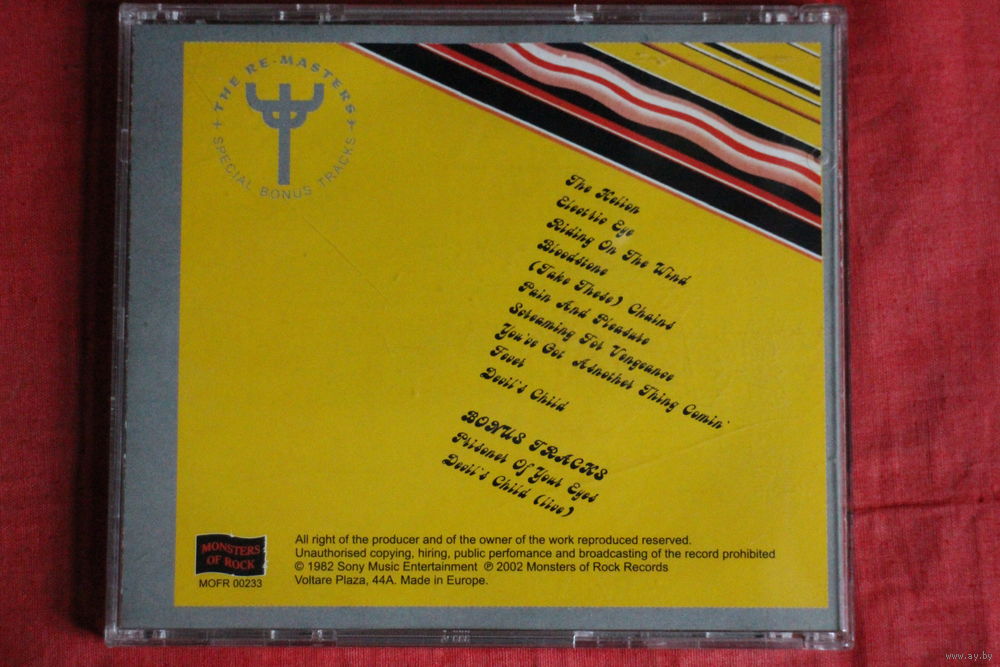 THE RE-MASTERS
SPECIAL BONUS TRACKS
The Helion
Electric Eye
Riding On The Wind
Bloodstone
(Take These) Chains
Pain And Pleasure
Screaming For Vengeance
You've Got Adnother Thing Comin'
Fever
Devil's Child
BONUS TRACKS
Prisoner Of Your Eyes
Devil's Child (live)
MONSTERS
OF ROCK
MOFR 00233
All right of the producer and of the owner of the work reproduced reserved.
Unauthorised copying, hiring, public perfomance and broadcasting of the record prohibited
© 1982 Sony Music Entertainment ℗ 2002 Monsters of Rock Records
Voltare Plaza, 44A. Made in Europe.
www.ay.by